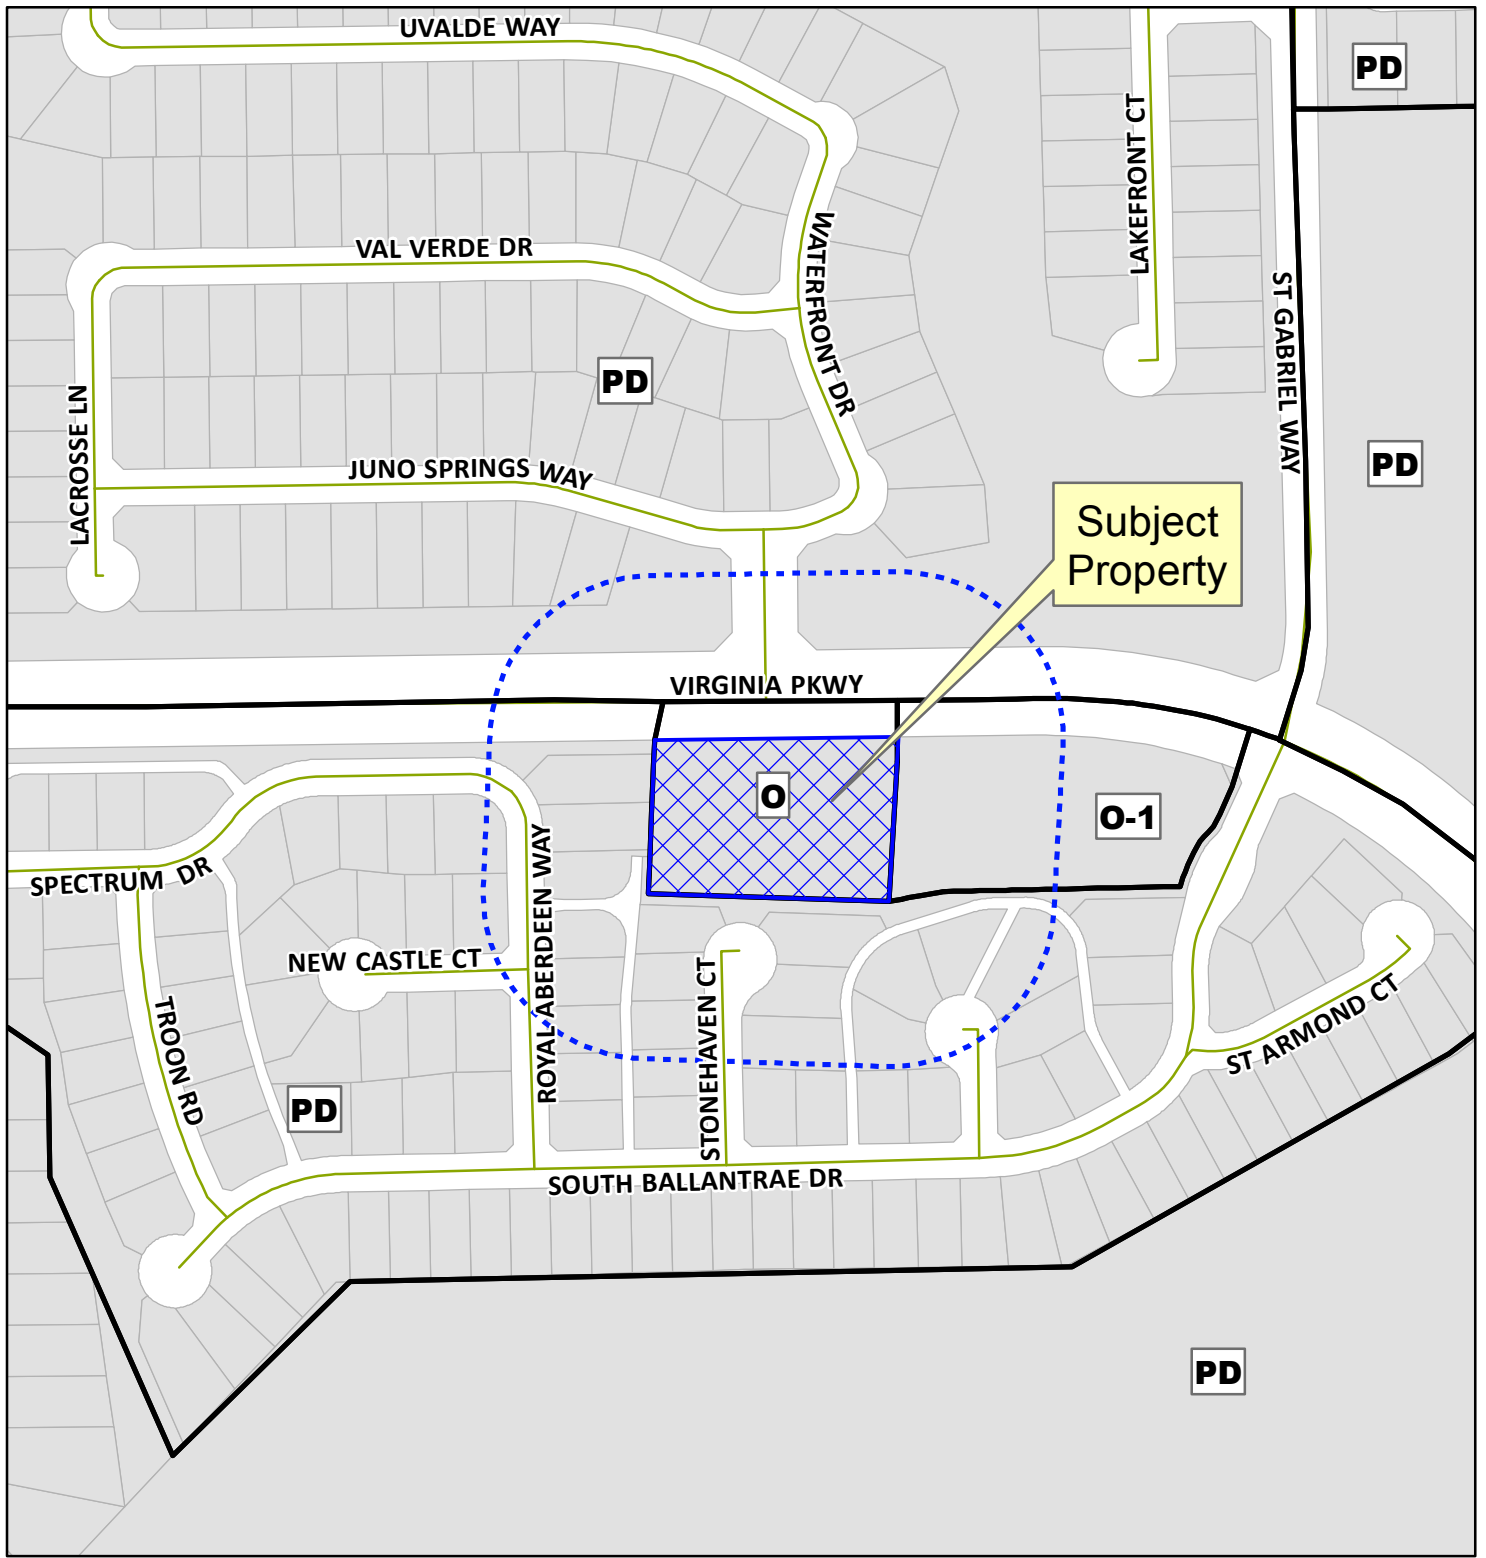 UVALDE WAY
PD
LAKEFRONT CT
WATERFRONT DR
VAL VERDE DR
ST GABRIEL WAY
PD
LACROSSE LN
PD
JUNO SPRINGS WAY
Subject
Property
VIRGINIA PKWY
O
O-1
SPECTRUM DR
ROYAL ABERDEEN WAY
NEW CASTLE CT
STONEHAVEN CT
TROON RD
ST ARMOND CT
PD
SOUTH BALLANTRAE DR
PD